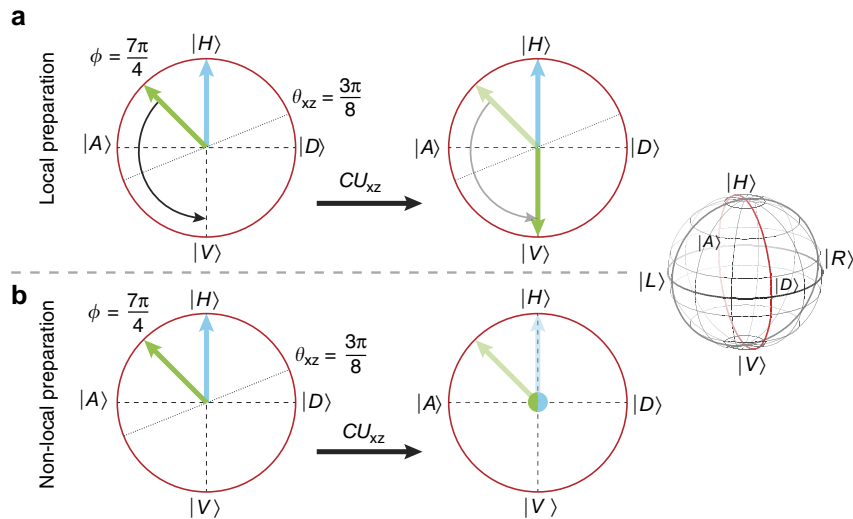 a
Local preparation
ϕ = 7π/4
|H⟩
θxz = 3π/8
|A⟩
|D⟩
|V⟩
CUxz
|H⟩
|A⟩
|D⟩
|V⟩
|H⟩
|A⟩
|R⟩
|L⟩
|D⟩
|V⟩
b
Non-local preparation
ϕ = 7π/4
|H⟩
θxz = 3π/8
|A⟩
|D⟩
|V⟩
CUxz
|H⟩
|A⟩
|D⟩
|V⟩